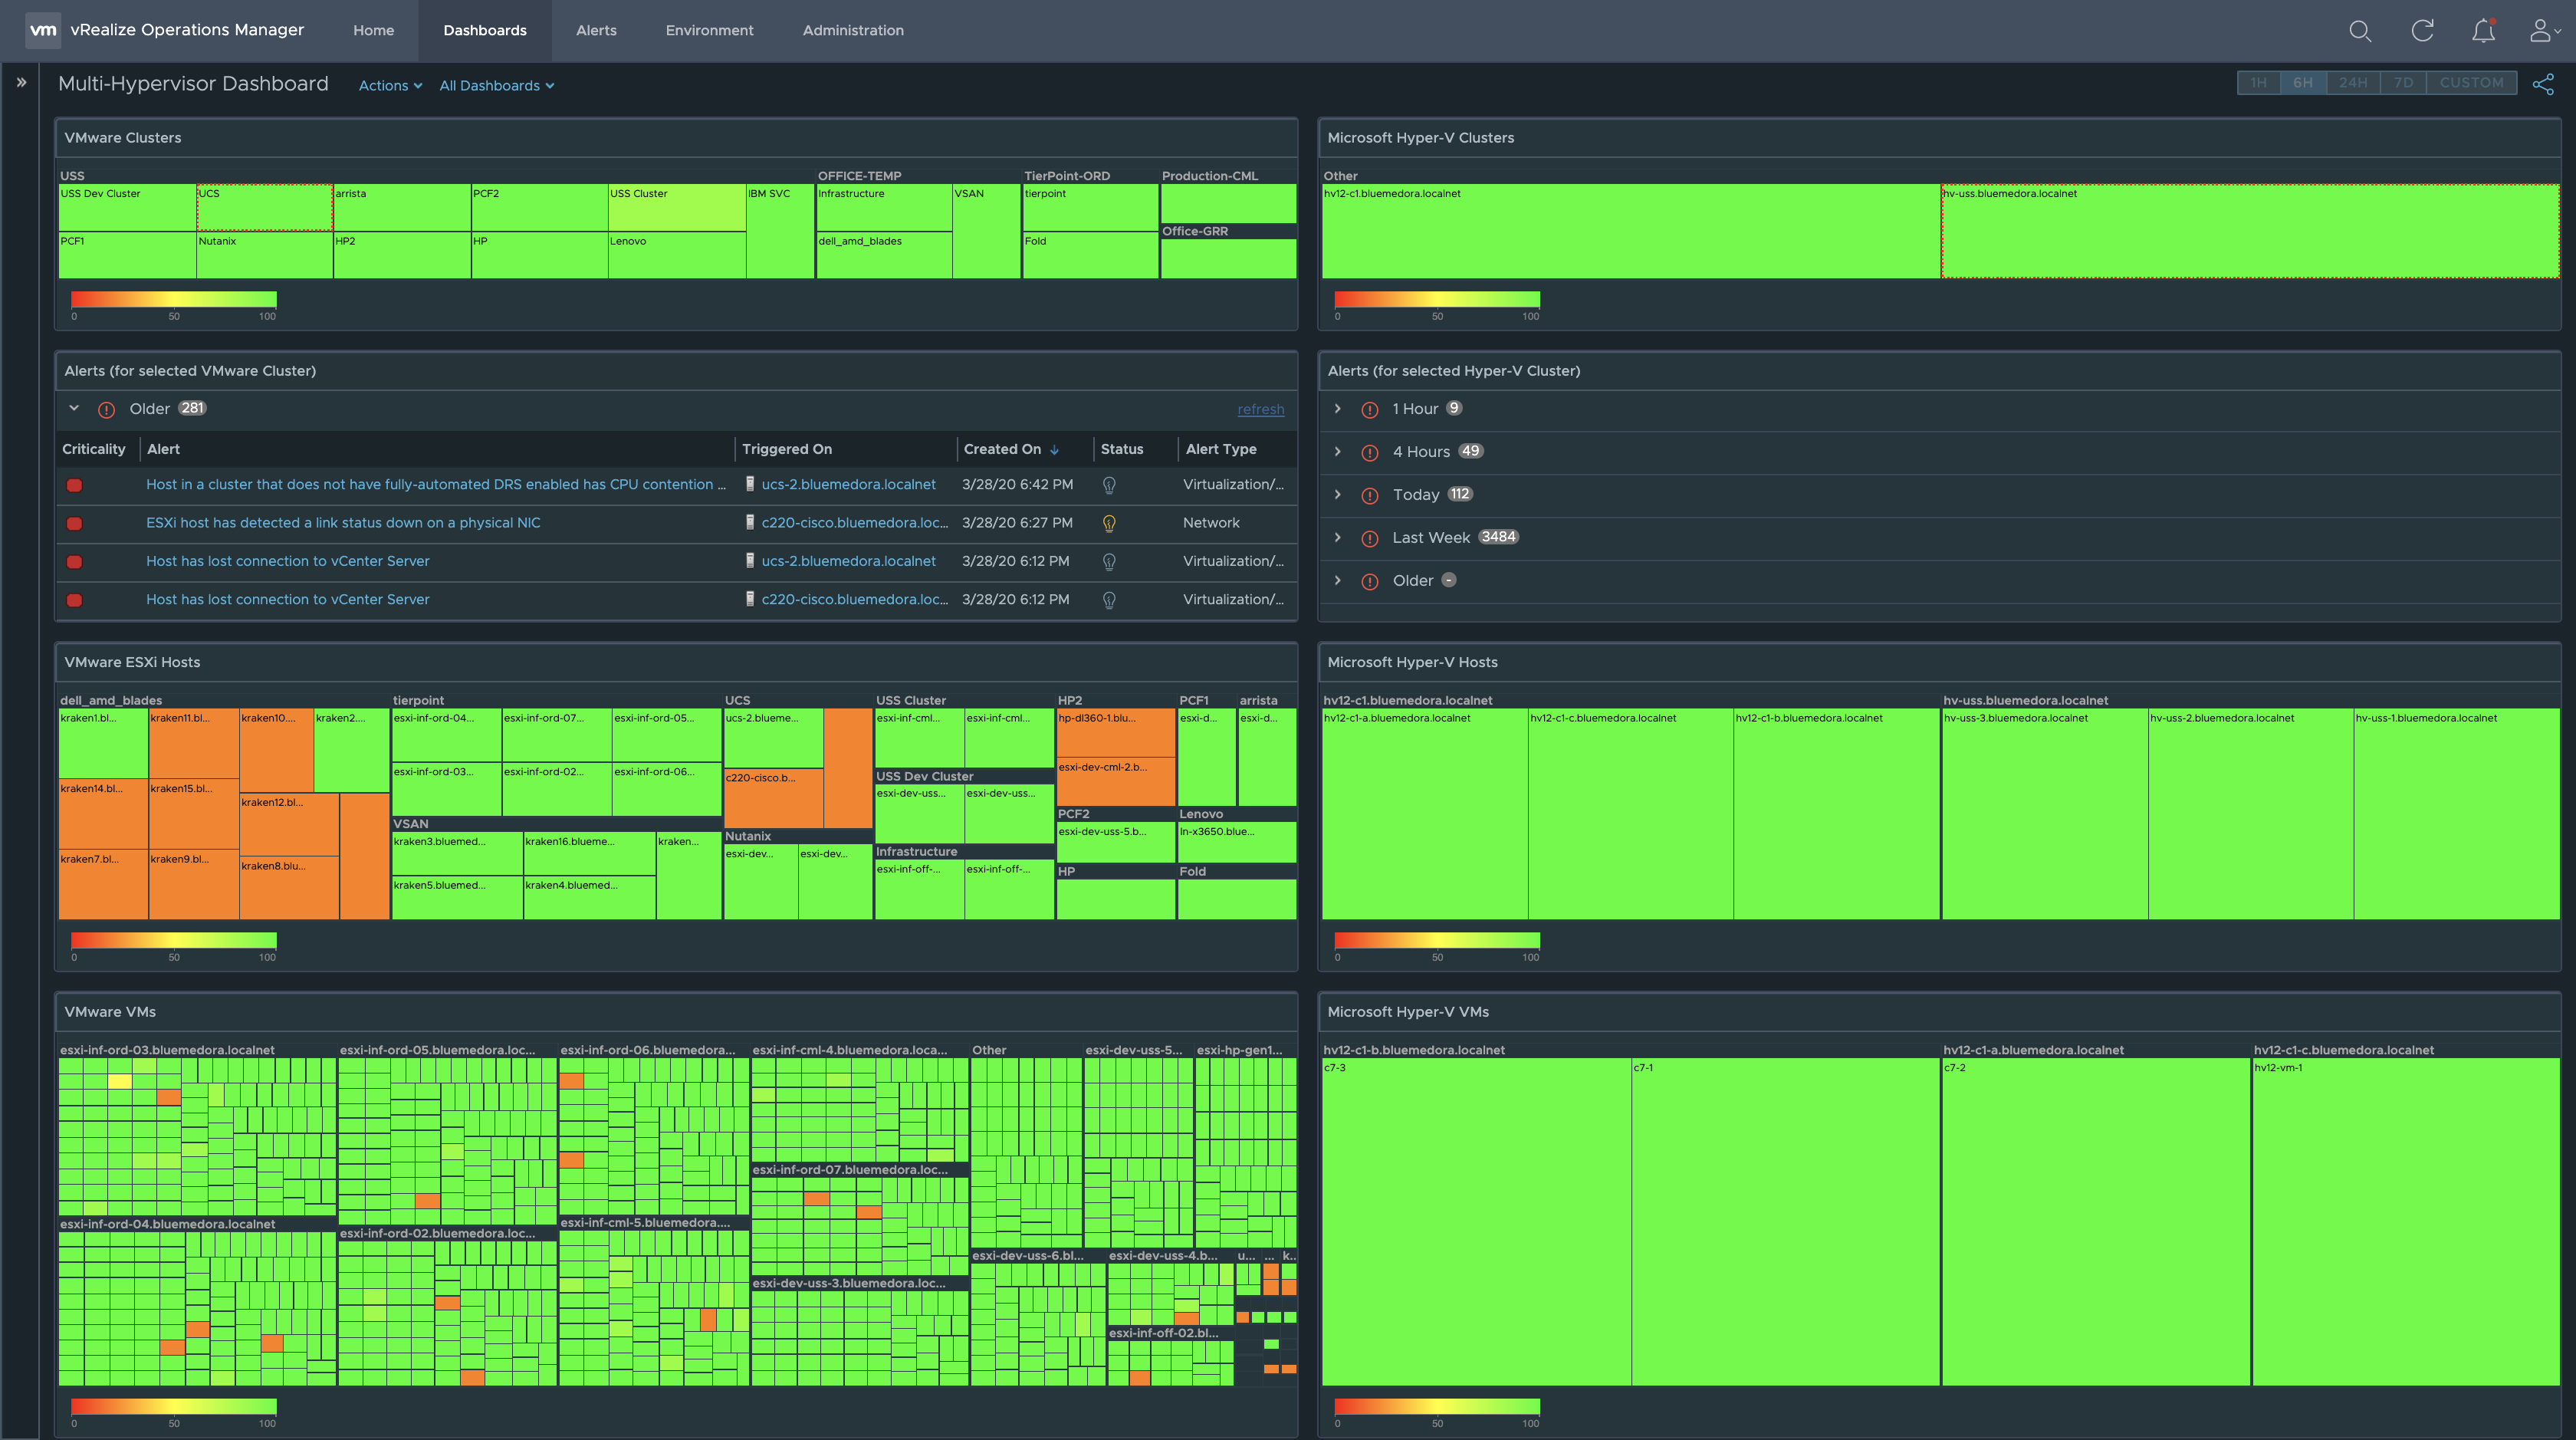 vm vRealize Operations Manager Home Dashboards Alerts Environment Administration
» Multi-Hypervisor Dashboard Actions All Dashboards 1H 6H 24H 7D CUSTOM
VMware Clusters
USS OFFICE-TEMP TierPoint-ORD Production-CML
USS Dev Cluster UCS arrista PCF2 USS Cluster IBM SVC Infrastructure VSAN tierpoint
Office-GRR
PCF1 Nutanix HP2 HP Lenovo dell_amd_blades Fold
0 50 100
Microsoft Hyper-V Clusters
Other
hv12-c1.bluemedora.localnet hv-uss.bluemedora.localnet
0 50 100
Alerts (for selected VMware Cluster)
Older 281 refresh
Criticality Alert Triggered On Created On Status Alert Type
Host in a cluster that does not have fully-automated DRS enabled has CPU contention ... ucs-2.bluemedora.localnet 3/28/20 6:42 PM Virtualization/...
ESXi host has detected a link status down on a physical NIC c220-cisco.bluemedora.loc... 3/28/20 6:27 PM Network
Host has lost connection to vCenter Server ucs-2.bluemedora.localnet 3/28/20 6:12 PM Virtualization/...
Host has lost connection to vCenter Server c220-cisco.bluemedora.loc... 3/28/20 6:12 PM Virtualization/...
Alerts (for selected Hyper-V Cluster)
1 Hour 9
4 Hours 49
Today 112
Last Week 3484
Older -
VMware ESXi Hosts
dell_amd_blades tierpoint UCS USS Cluster HP2 PCF1 arrista
kraken1.bl... kraken11.bl... kraken10.... kraken2.... esxi-inf-ord-04... esxi-inf-ord-07... esxi-inf-ord-05... ucs-2.blueme... esxi-inf-cml... esxi-inf-cml... hp-dl360-1.blu... esxi-d... esxi-d...
esxi-inf-ord-03... esxi-inf-ord-02... esxi-inf-ord-06... c220-cisco.b... USS Dev Cluster esxi-dev-cml-2.b...
kraken14.bl... kraken15.bl... kraken12.bl... esxi-dev-uss... esxi-dev-uss...
VSAN PCF2 Lenovo
kraken3.bluemed... kraken16.blueme... kraken... Nutanix esxi-dev-uss-5.b... ln-x3650.blue...
kraken7.bl... kraken9.bl... kraken8.blu... esxi-dev... esxi-dev... Infrastructure
kraken5.bluemed... kraken4.bluemed... esxi-inf-off-... esxi-inf-off-... HP Fold
0 50 100
Microsoft Hyper-V Hosts
hv12-c1.bluemedora.localnet hv-uss.bluemedora.localnet
hv12-c1-a.bluemedora.localnet hv12-c1-c.bluemedora.localnet hv12-c1-b.bluemedora.localnet hv-uss-3.bluemedora.localnet hv-uss-2.bluemedora.localnet hv-uss-1.bluemedora.localnet
0 50 100
VMware VMs
esxi-inf-ord-03.bluemedora.localnet esxi-inf-ord-05.bluemedora.loc... esxi-inf-ord-06.bluemedora... esxi-inf-cml-4.bluemedora.loca... Other esxi-dev-uss-5... esxi-hp-gen1...
esxi-inf-ord-07.bluemedora.loc...
esxi-inf-ord-04.bluemedora.localnet esxi-inf-ord-02.bluemedora.loc... esxi-inf-cml-5.bluemedora.... esxi-dev-uss-6.bl... esxi-dev-uss-4.b... u... ... k...
esxi-dev-uss-3.bluemedora.loc...
esxi-inf-off-02.bl...
0 50 100
Microsoft Hyper-V VMs
hv12-c1-b.bluemedora.localnet hv12-c1-a.bluemedora.localnet hv12-c1-c.bluemedora.localnet
c7-3 c7-1 c7-2 hv12-vm-1
0 50 100